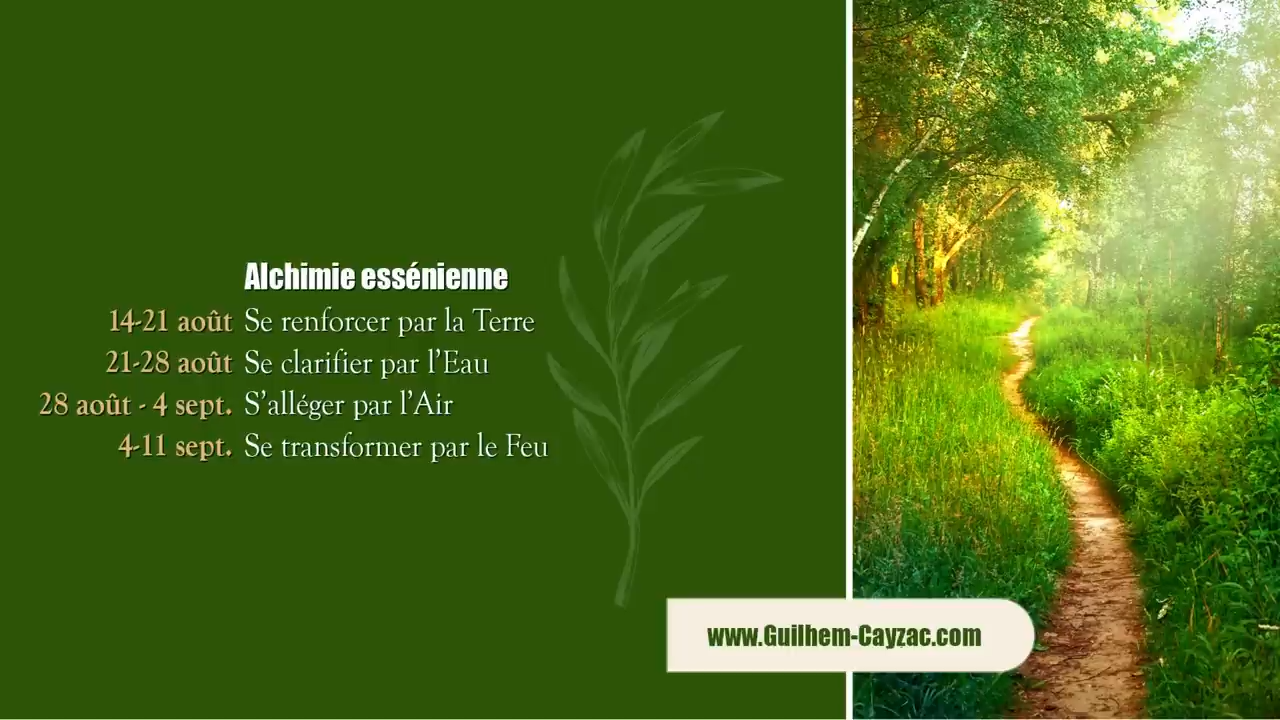 Alchimie essénienne
14-21 août Se renforcer par la Terre
21-28 août Se clarifier par l'Eau
28 août - 4 sept. S'alléger par l'Air
4-11 sept. Se transformer par le Feu
www.Guilhem-Cayzac.com